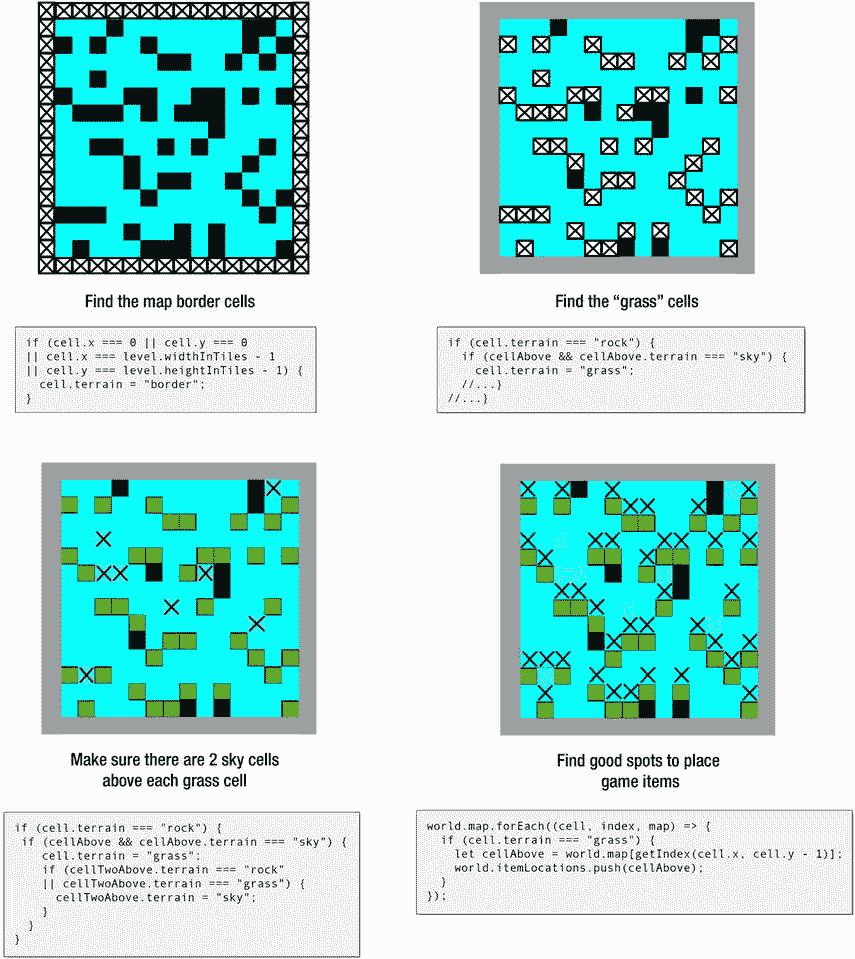 Find the map border cells
if (cell.x === 0 || cell.y === 0
|| cell.x === level.widthInTiles - 1
|| cell.y === level.heightInTiles - 1) {
  cell.terrain = "border";
}
Find the “grass” cells
if (cell.terrain === "rock") {
  if (cellAbove && cellAbove.terrain === "sky") {
    cell.terrain = "grass";
  //...}
//...}
Make sure there are 2 sky cells
above each grass cell
if (cell.terrain === "rock") {
 if (cellAbove && cellAbove.terrain === "sky") {
    cell.terrain = "grass";
    if (cellTwoAbove.terrain === "rock"
    || cellTwoAbove.terrain === "grass") {
      cellTwoAbove.terrain = "sky";
    }
  }
}
Find good spots to place
game items
world.map.forEach((cell, index, map) => {
  if (cell.terrain === "grass") {
    let cellAbove = world.map[getIndex(cell.x, cell.y - 1)];
    world.itemLocations.push(cellAbove);
  }
});